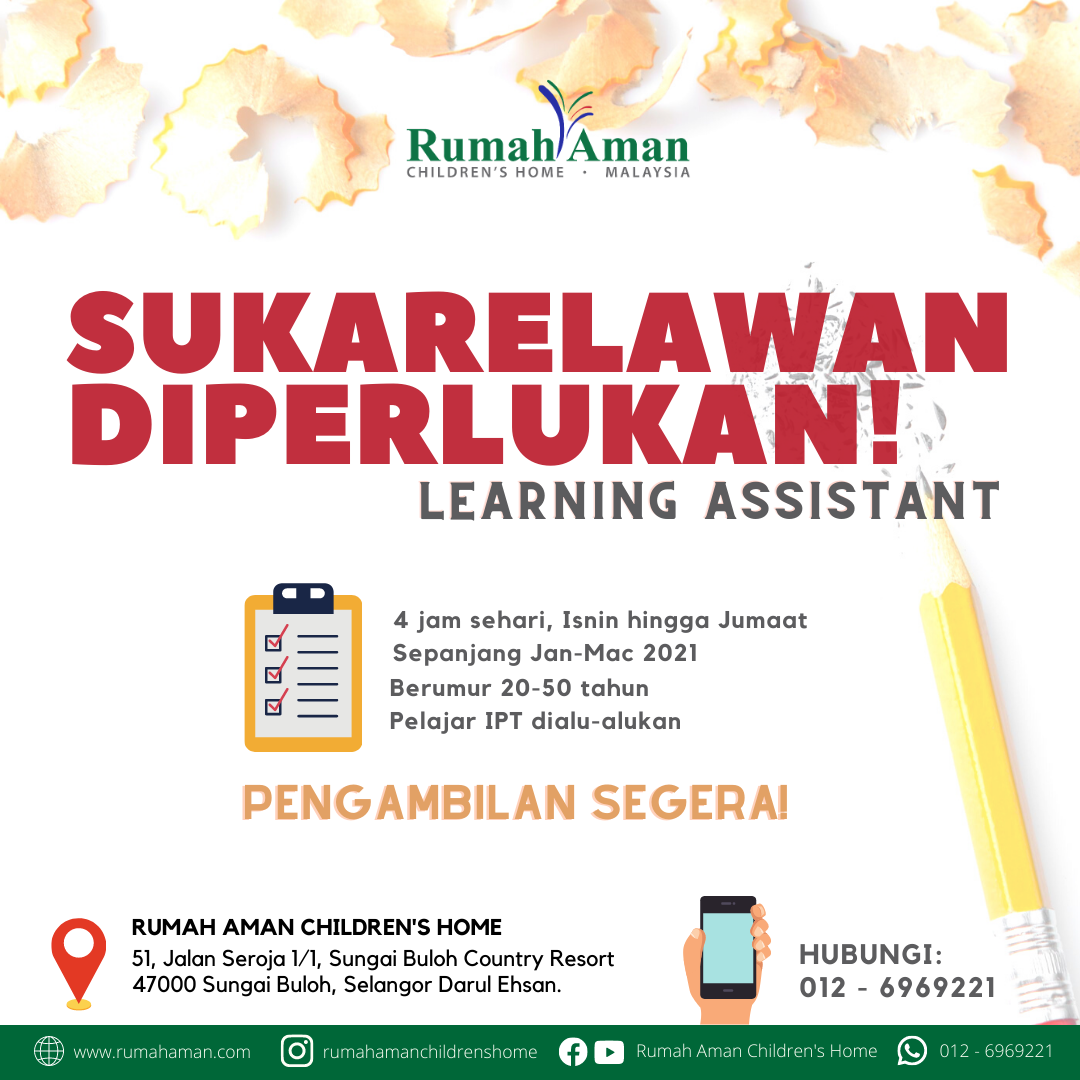 Rumah Aman
CHILDREN'S HOME · MALAYSIA
SUKARELAWAN
DIPERLUKAN!
LEARNING ASSISTANT
4 jam sehari, Isnin hingga Jumaat
Sepanjang Jan-Mac 2021
Berumur 20-50 tahun
Pelajar IPT dialu-alukan
PENGAMBILAN SEGERA!
RUMAH AMAN CHILDREN'S HOME
51, Jalan Seroja 1/1, Sungai Buloh Country Resort
47000 Sungai Buloh, Selangor Darul Ehsan.
HUBUNGI:
012 - 6969221
www.rumahaman.com rumahamanchildrenshome Rumah Aman Children's Home 012 - 6969221